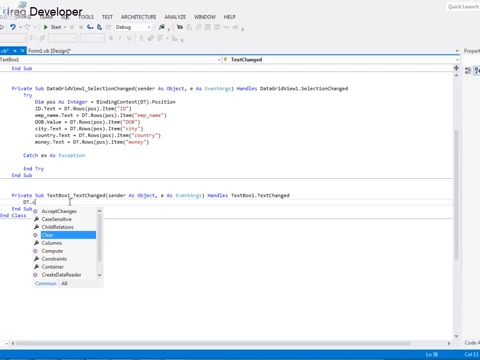 Iraq Developer
Quick Launch
TEAM SQL TOOLS TEST ARCHITECTURE ANALYZE WINDOW HELP
Start Debug
.vb* Form1.vb [Design]*
TextBox1 TextChanged
Propert
End Sub
Private Sub DataGridView1_SelectionChanged(sender As Object, e As EventArgs) Handles DataGridView1.SelectionChanged
Try
Dim pos As Integer = BindingContext(DT).Position
ID.Text = DT.Rows(pos).Item("ID")
emp_name.Text = DT.Rows(pos).Item("emp_name")
DOB.Value = DT.Rows(pos).Item("DOB")
city.Text = DT.Rows(pos).Item("city")
country.Text = DT.Rows(pos).Item("country")
money.Text = DT.Rows(pos).Item("money")
Catch ex As Exception
End Try
End Sub
Private Sub TextBox1_TextChanged(sender As Object, e As EventArgs) Handles TextBox1.TextChanged
DT.c
End Sub
End Class
AcceptChanges
CaseSensitive
ChildRelations
Clear
Columns
Compute
Constraints
Container
CreateDataReader
Common All
Code A
Ln 38 Col 13